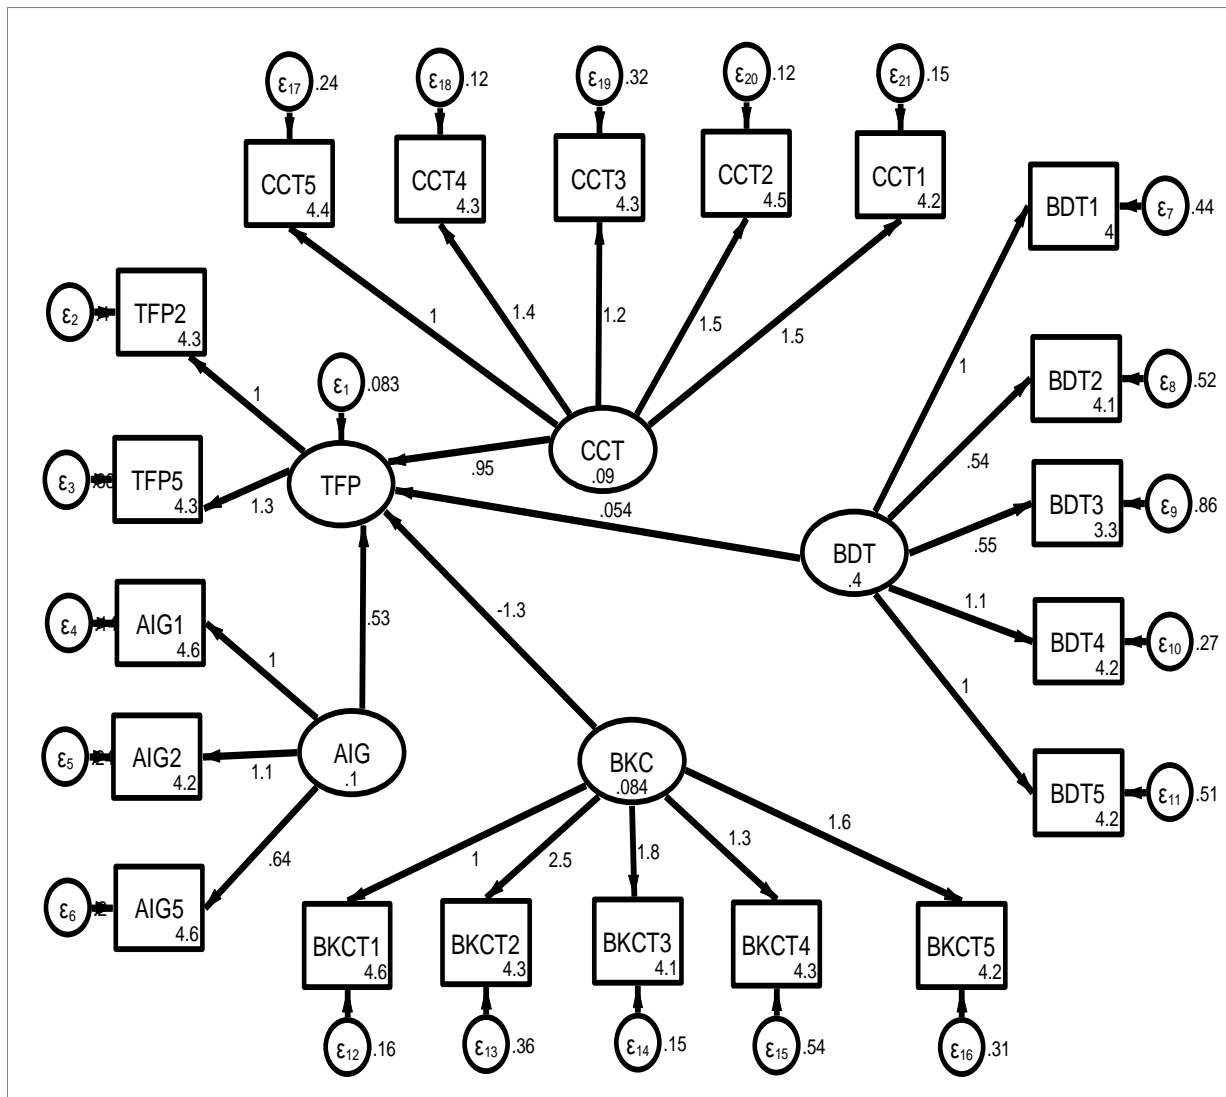 ε17 .24
ε18 .12
ε19 .32
ε20 .12
ε21 .15
CCT5 4.4
CCT4 4.3
CCT3 4.3
CCT2 4.5
CCT1 4.2
BDT1 4
ε7 .44
ε2
TFP2 4.3
1
1.4
1.2
1.5
1.5
1
BDT2 4.1
ε8 .52
ε1 .083
1
.54
ε3
TFP5 4.3
1.3
TFP
.95
CCT .09
.054
BDT .4
.55
BDT3 3.3
ε9 .86
ε4
AIG1 4.6
1
.53
-1.3
1.1
BDT4 4.2
ε10 .27
1
ε5
AIG2 4.2
1.1
AIG .1
BKC .084
BDT5 4.2
ε11 .51
.64
1
2.5
1.8
1.3
1.6
ε6
AIG5 4.6
BKCT1 4.6
BKCT2 4.3
BKCT3 4.1
BKCT4 4.3
BKCT5 4.2
ε12 .16
ε13 .36
ε14 .15
ε15 .54
ε16 .31